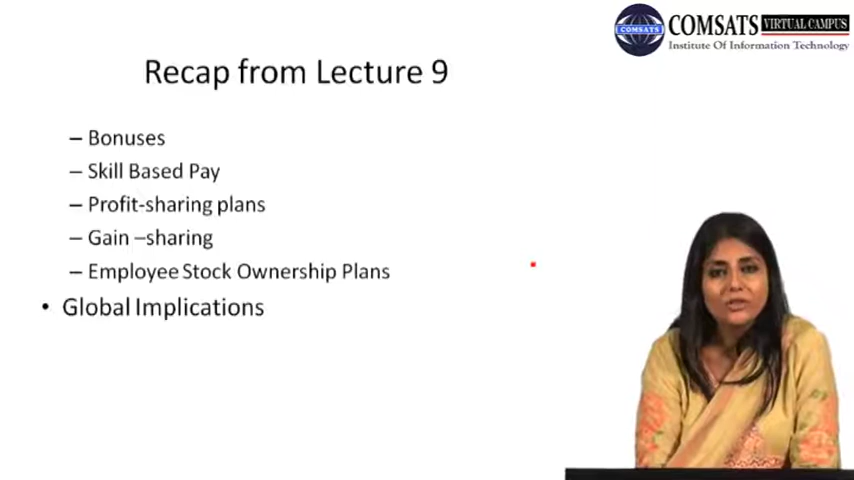 COMSATS VIRTUAL CAMPUS
COMSATS
Institute Of Information Technology
Recap from Lecture 9
– Bonuses
– Skill Based Pay
– Profit-sharing plans
– Gain –sharing
– Employee Stock Ownership Plans
• Global Implications